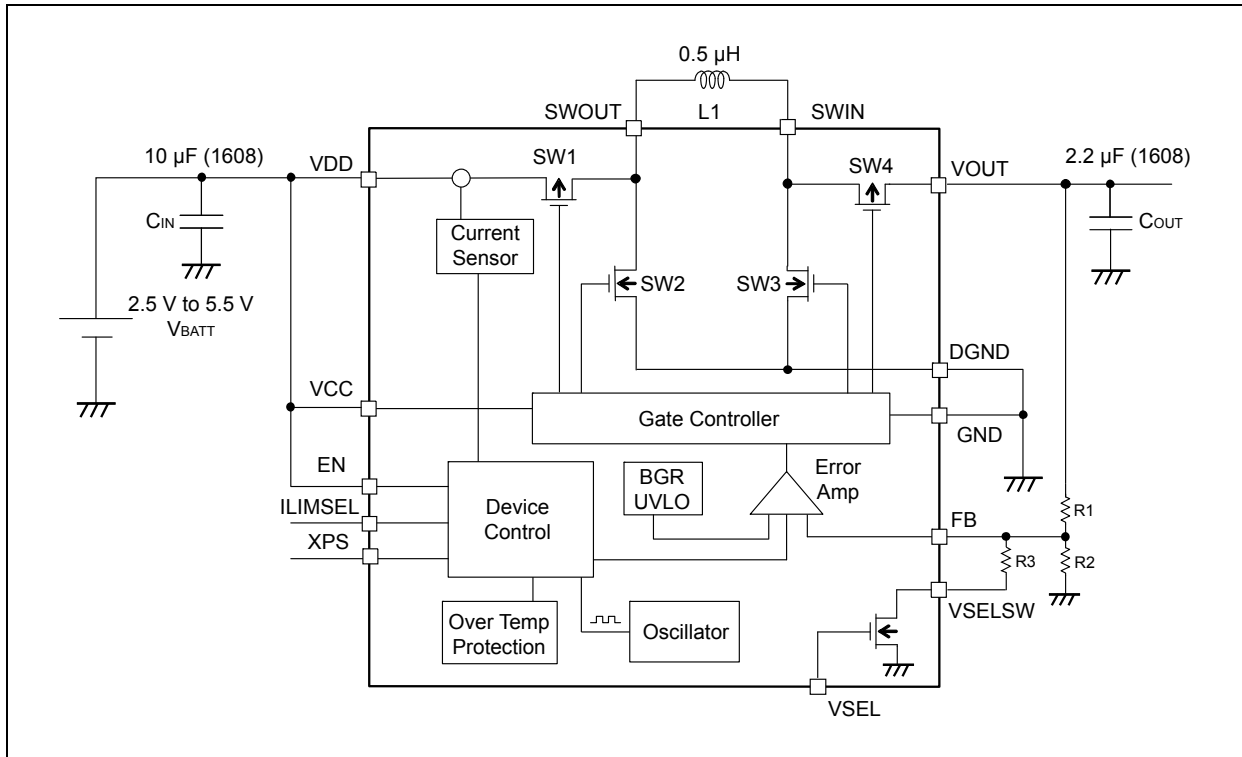 0.5 µH
SWOUT
L1
SWIN
10 µF (1608)
VDD
SW1
SW4
VOUT
2.2 µF (1608)
CIN
Current
Sensor
COUT
SW2
SW3
2.5 V to 5.5 V
VBATT
DGND
VCC
Gate Controller
GND
EN
ILIMSEL
XPS
Device
Control
BGR
UVLO
Error
Amp
FB
R1
R3
R2
VSELSW
Over Temp
Protection
Oscillator
VSEL